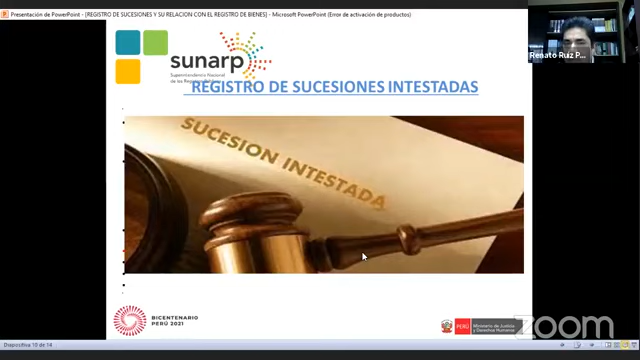 Presentación de PowerPoint - [REGISTRO DE SUCESIONES Y SU RELACION CON EL REGISTRO DE BIENES] - Microsoft PowerPoint (Error de activación de productos)
Renato Ruiz P...
sunarp
Superintendencia Nacional
de los Registros Públicos
REGISTRO DE SUCESIONES INTESTADAS
SUCESION INTESTADA
BICENTENARIO
PERÚ 2021
PERÚ
Ministerio de Justicia
y Derechos Humanos
zoom
Diapositiva 10 de 14